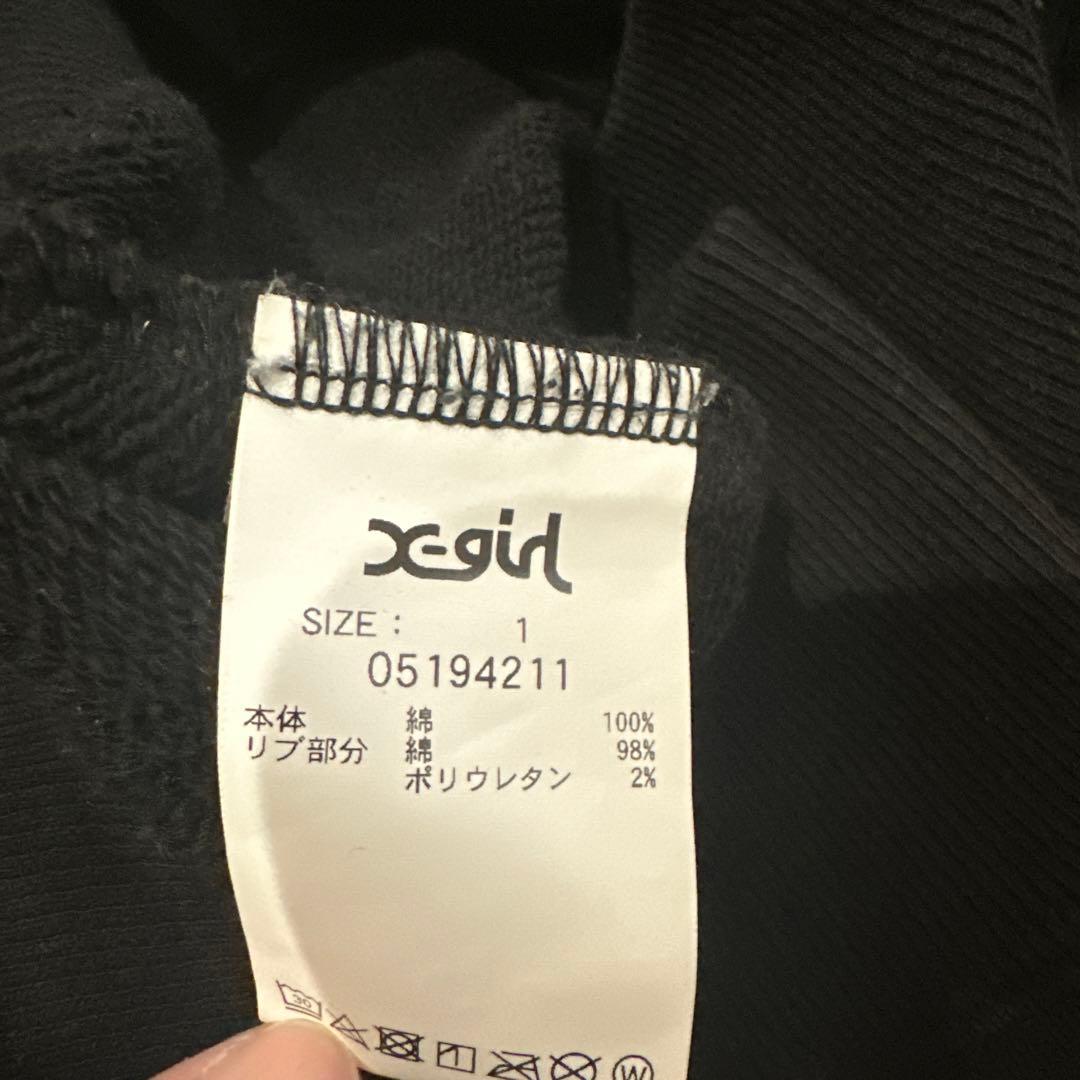 X-girl
SIZE : 1
05194211
本体 綿 100%
リブ部分 綿 98%
ポリウレタン 2%
30
W